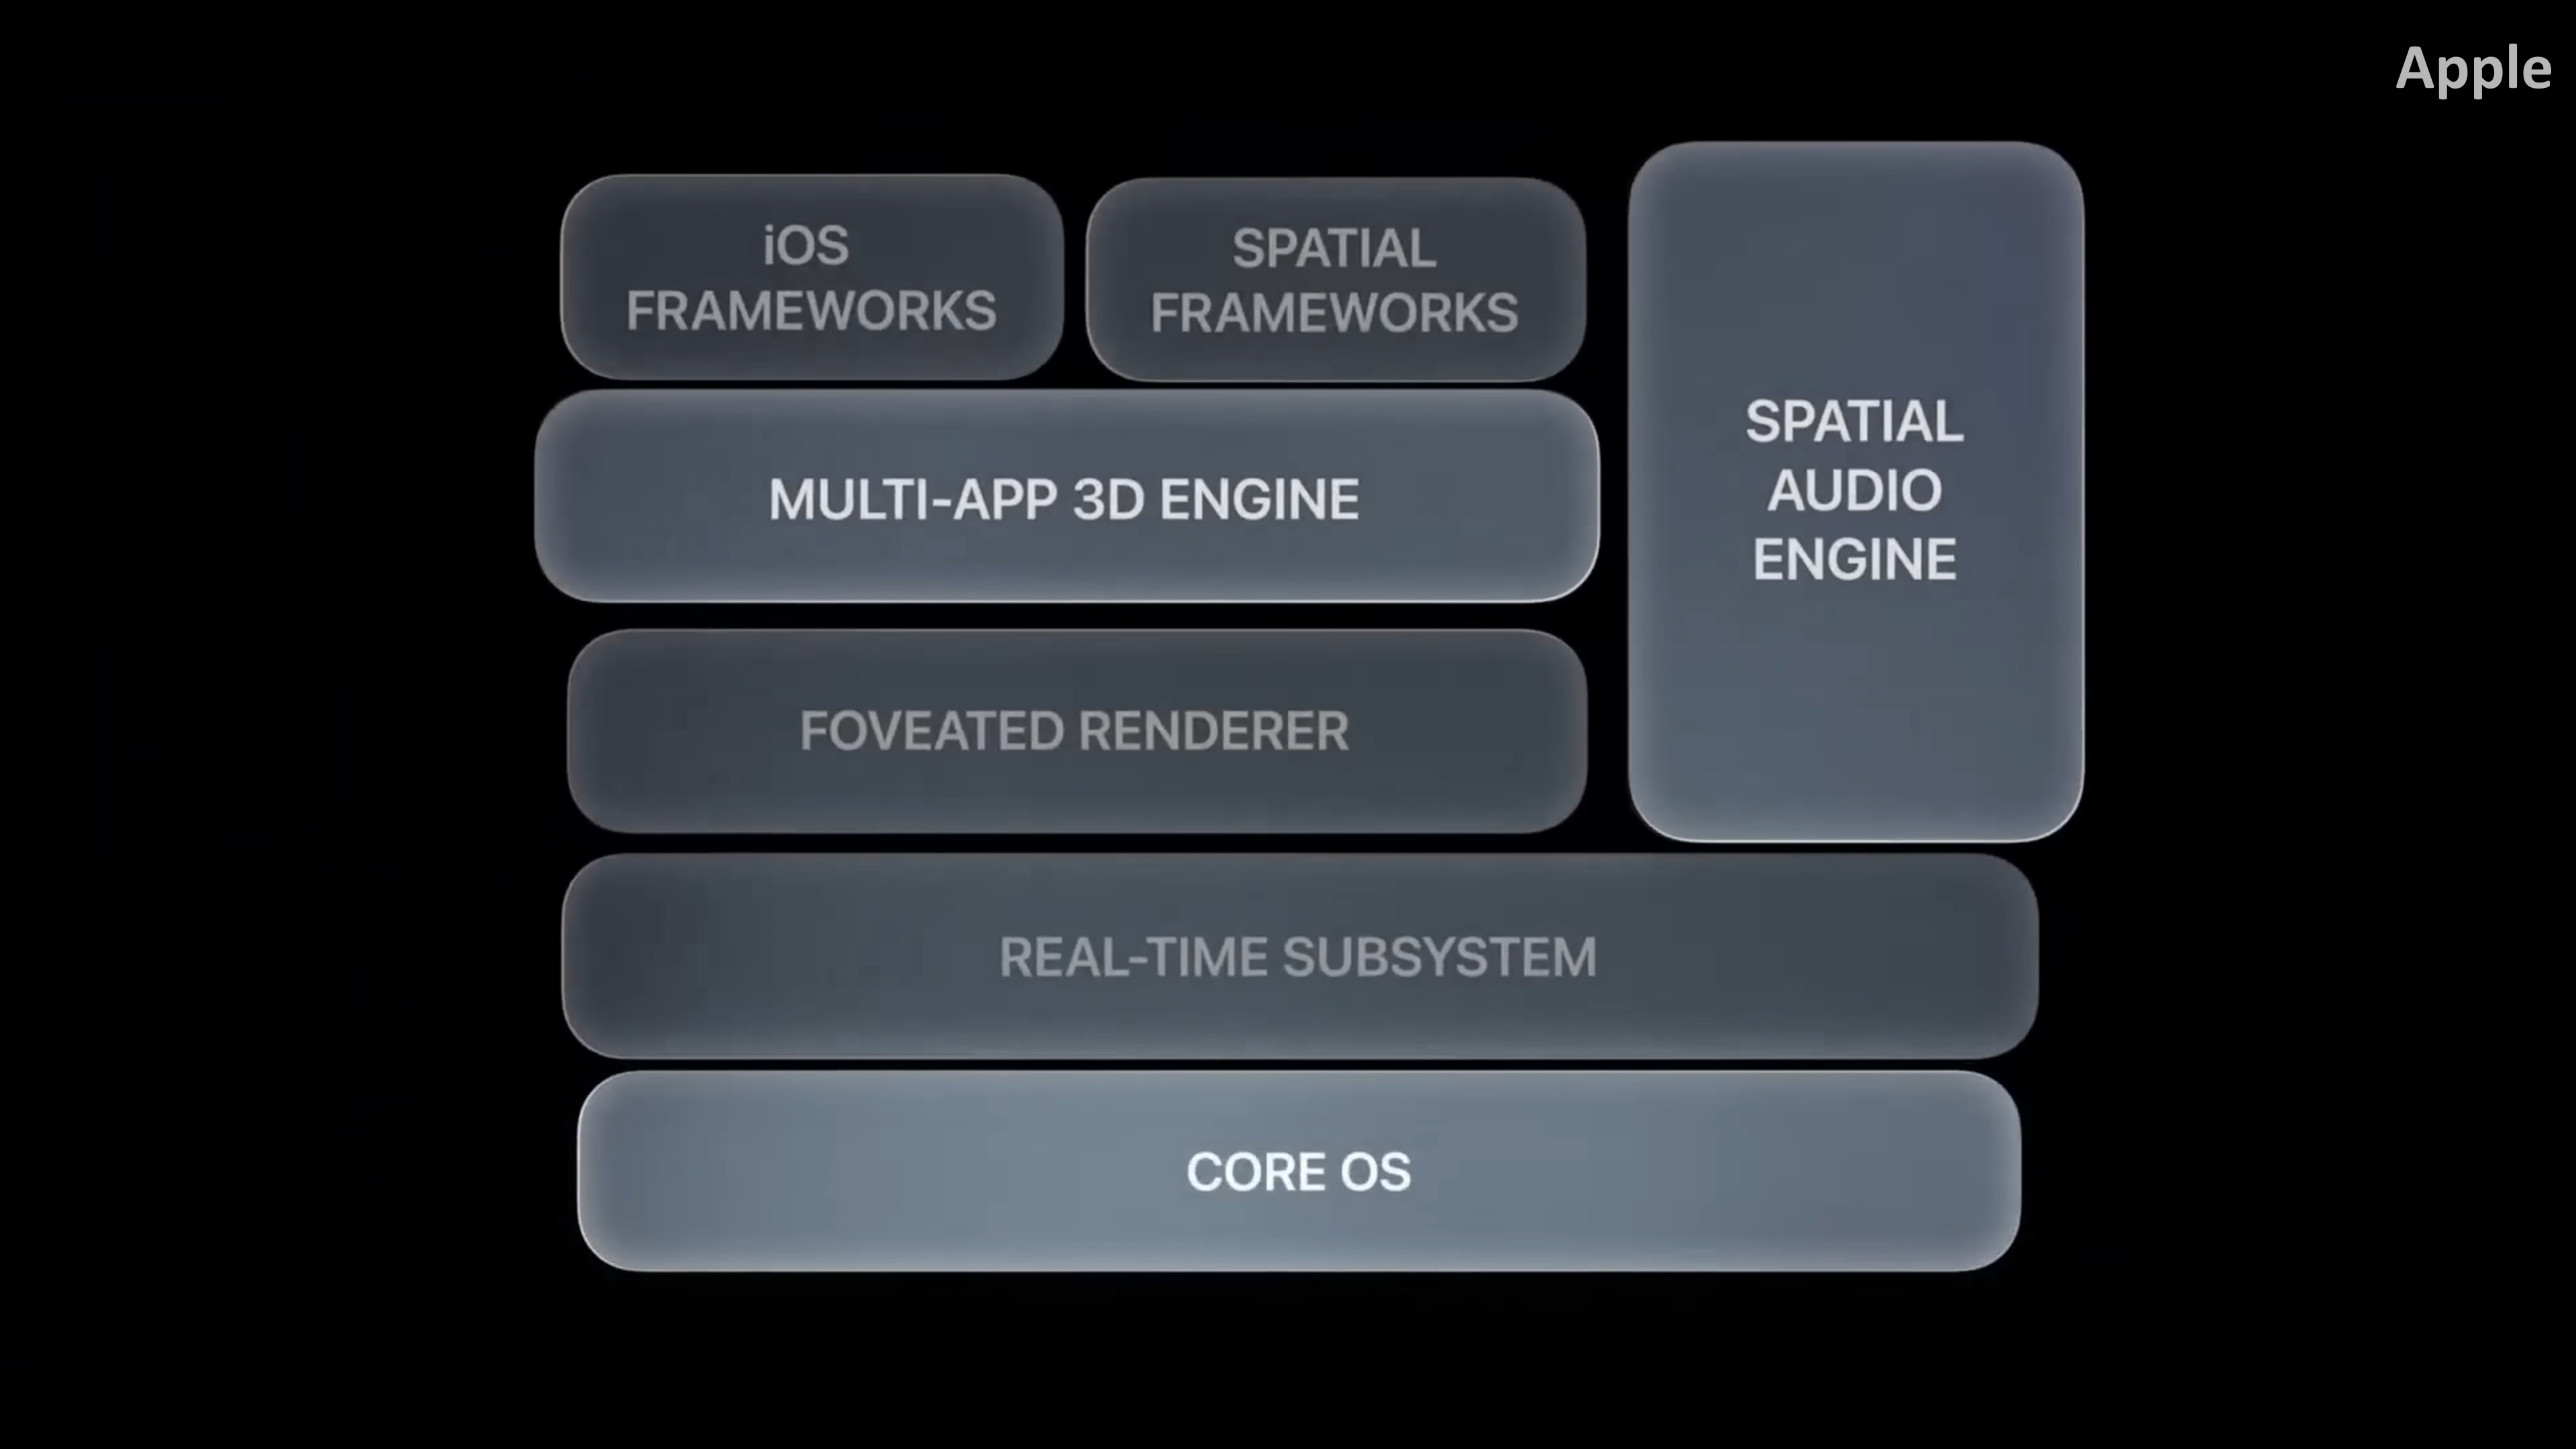 Apple
iOS
FRAMEWORKS
SPATIAL
FRAMEWORKS
SPATIAL
AUDIO
ENGINE
MULTI-APP 3D ENGINE
FOVEATED RENDERER
REAL-TIME SUBSYSTEM
CORE OS